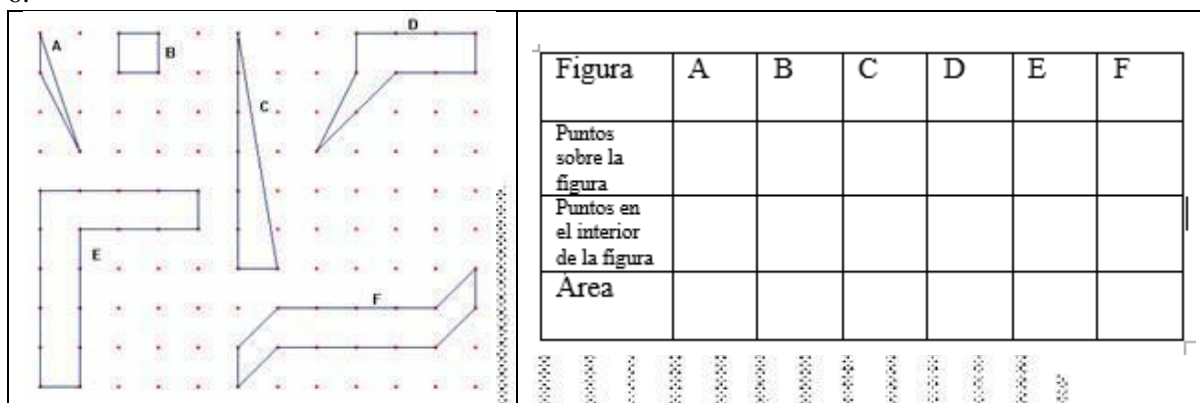 D
A
B
C
E
F
Figura A B C D E F
Puntos
sobre la
figura
Puntos en
el interior
de la figura
Área